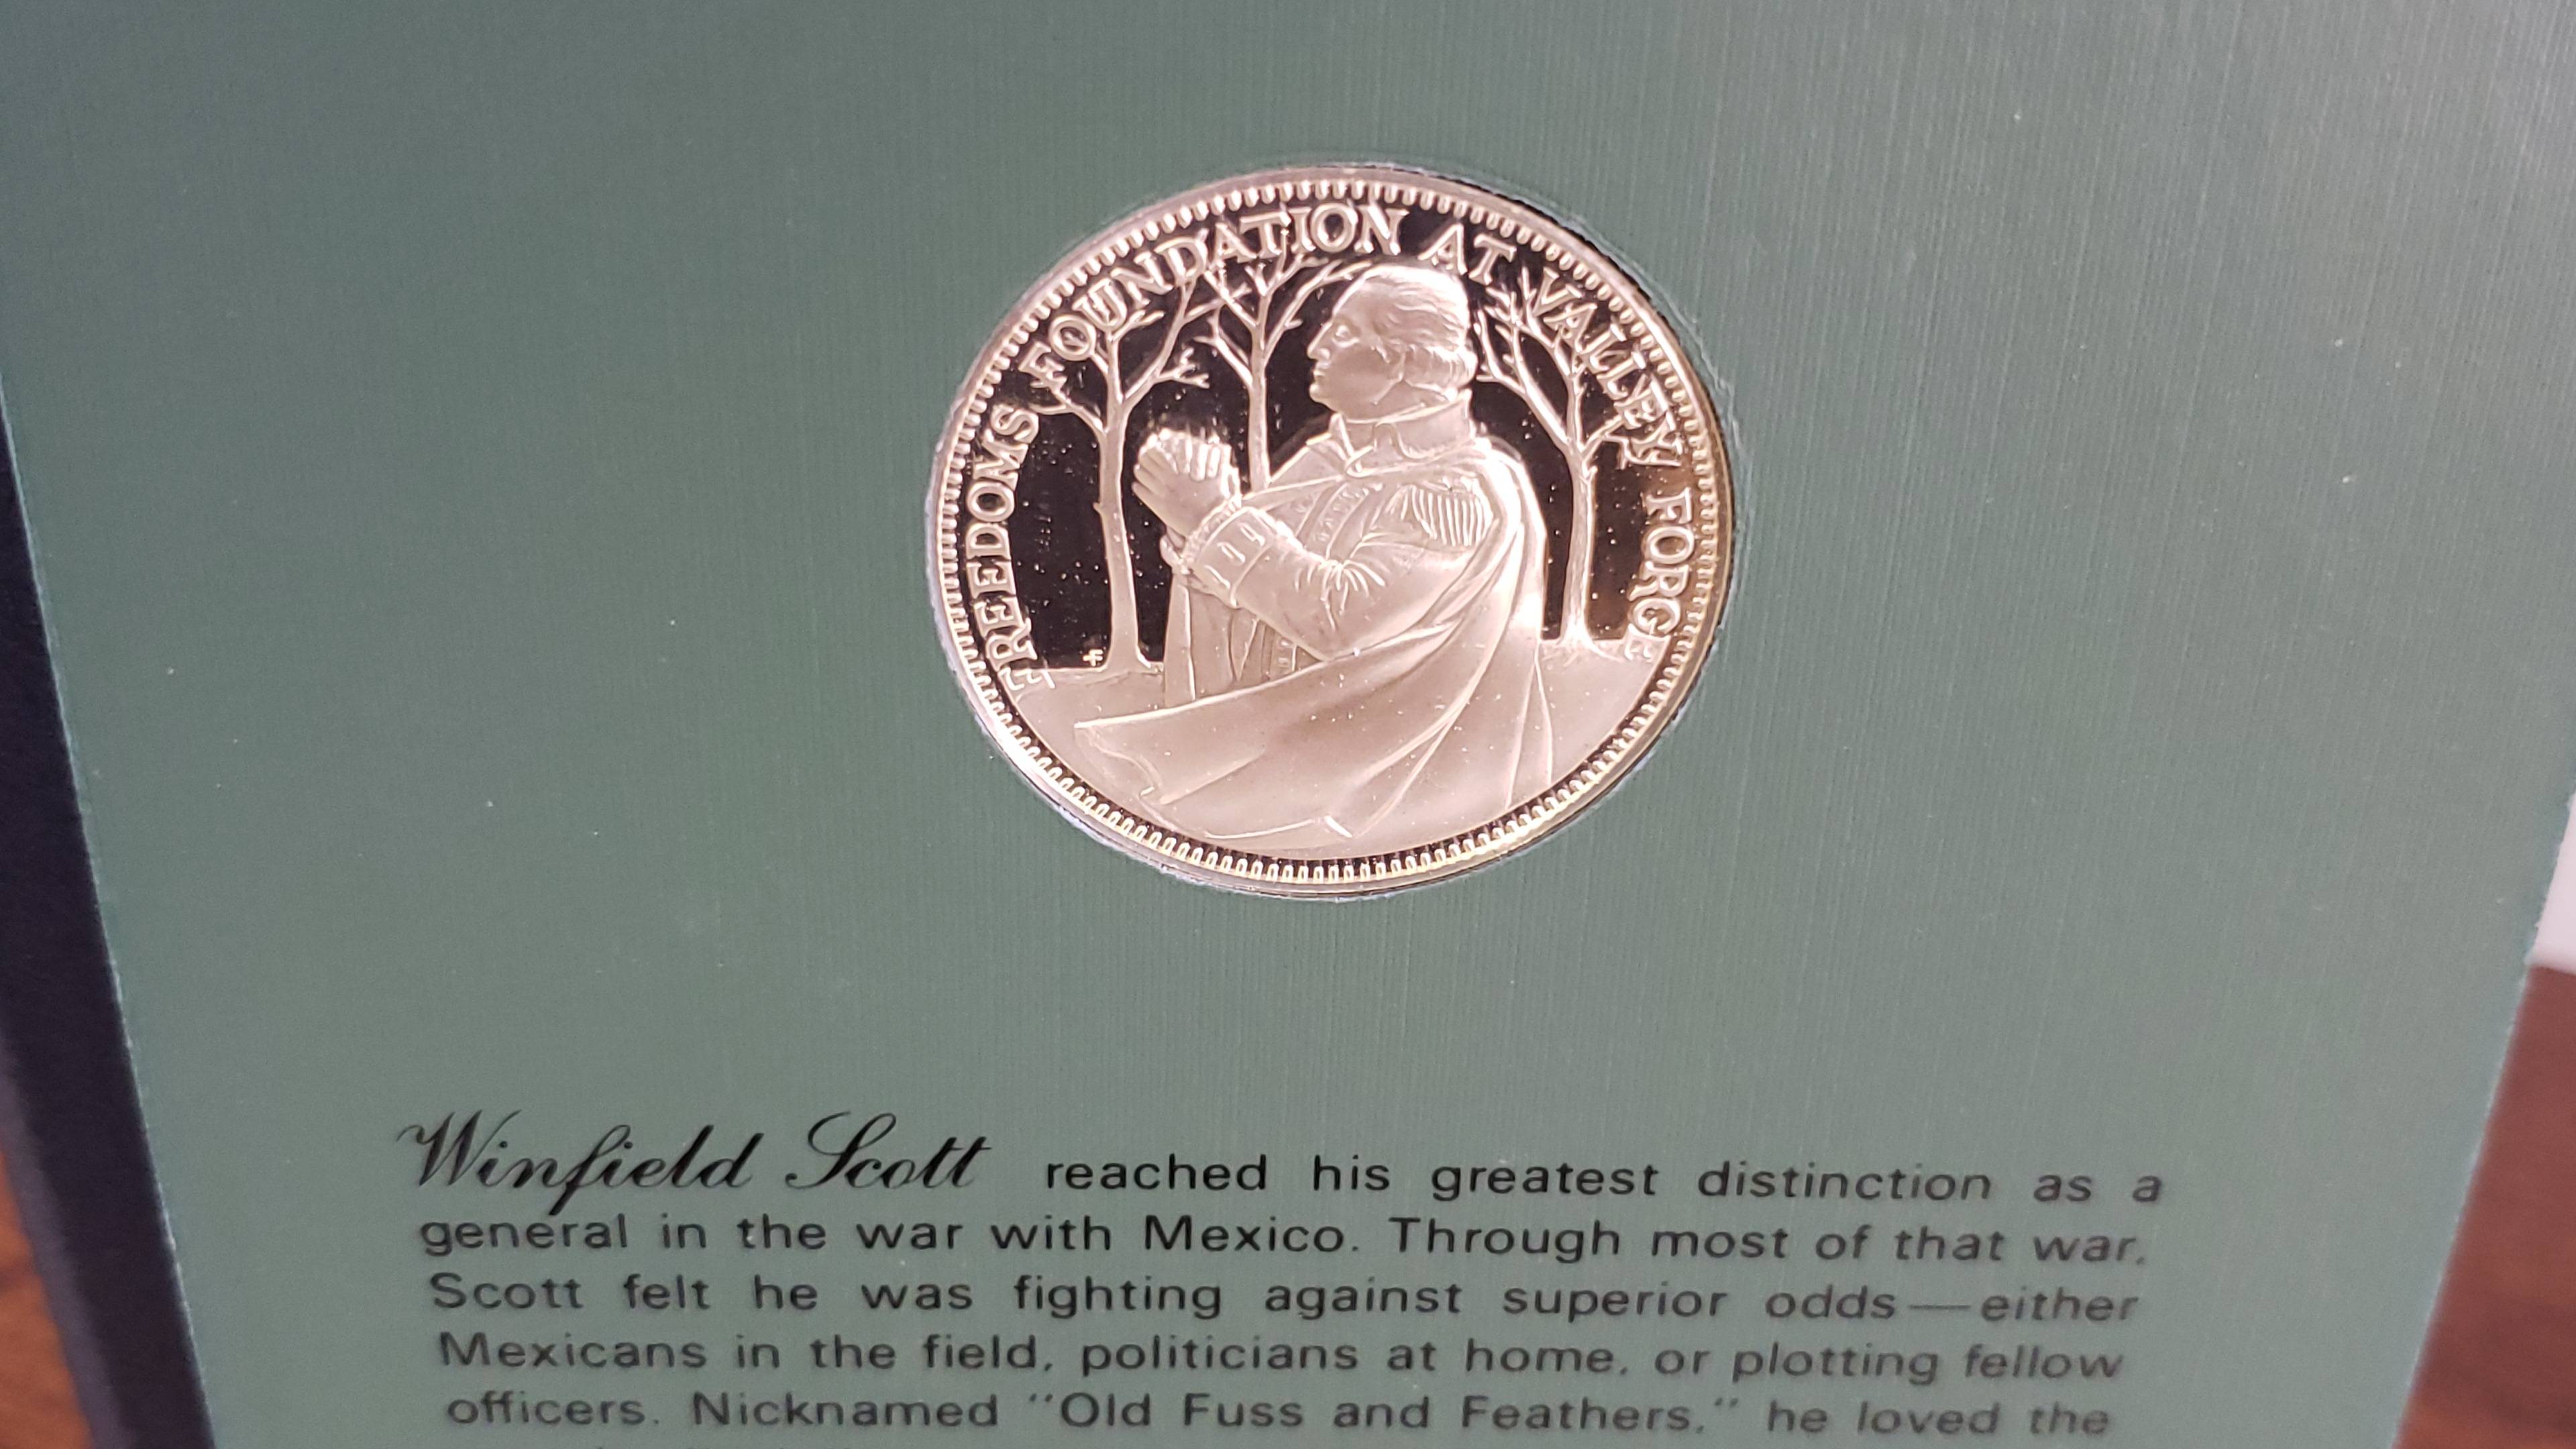 FREEDOMS FOUNDATION AT VALLEY FORGE
Winfield Scott reached his greatest distinction as a
general in the war with Mexico. Through most of that war,
Scott felt he was fighting against superior odds—either
Mexicans in the field, politicians at home, or plotting fellow
officers. Nicknamed "Old Fuss and Feathers," he loved the